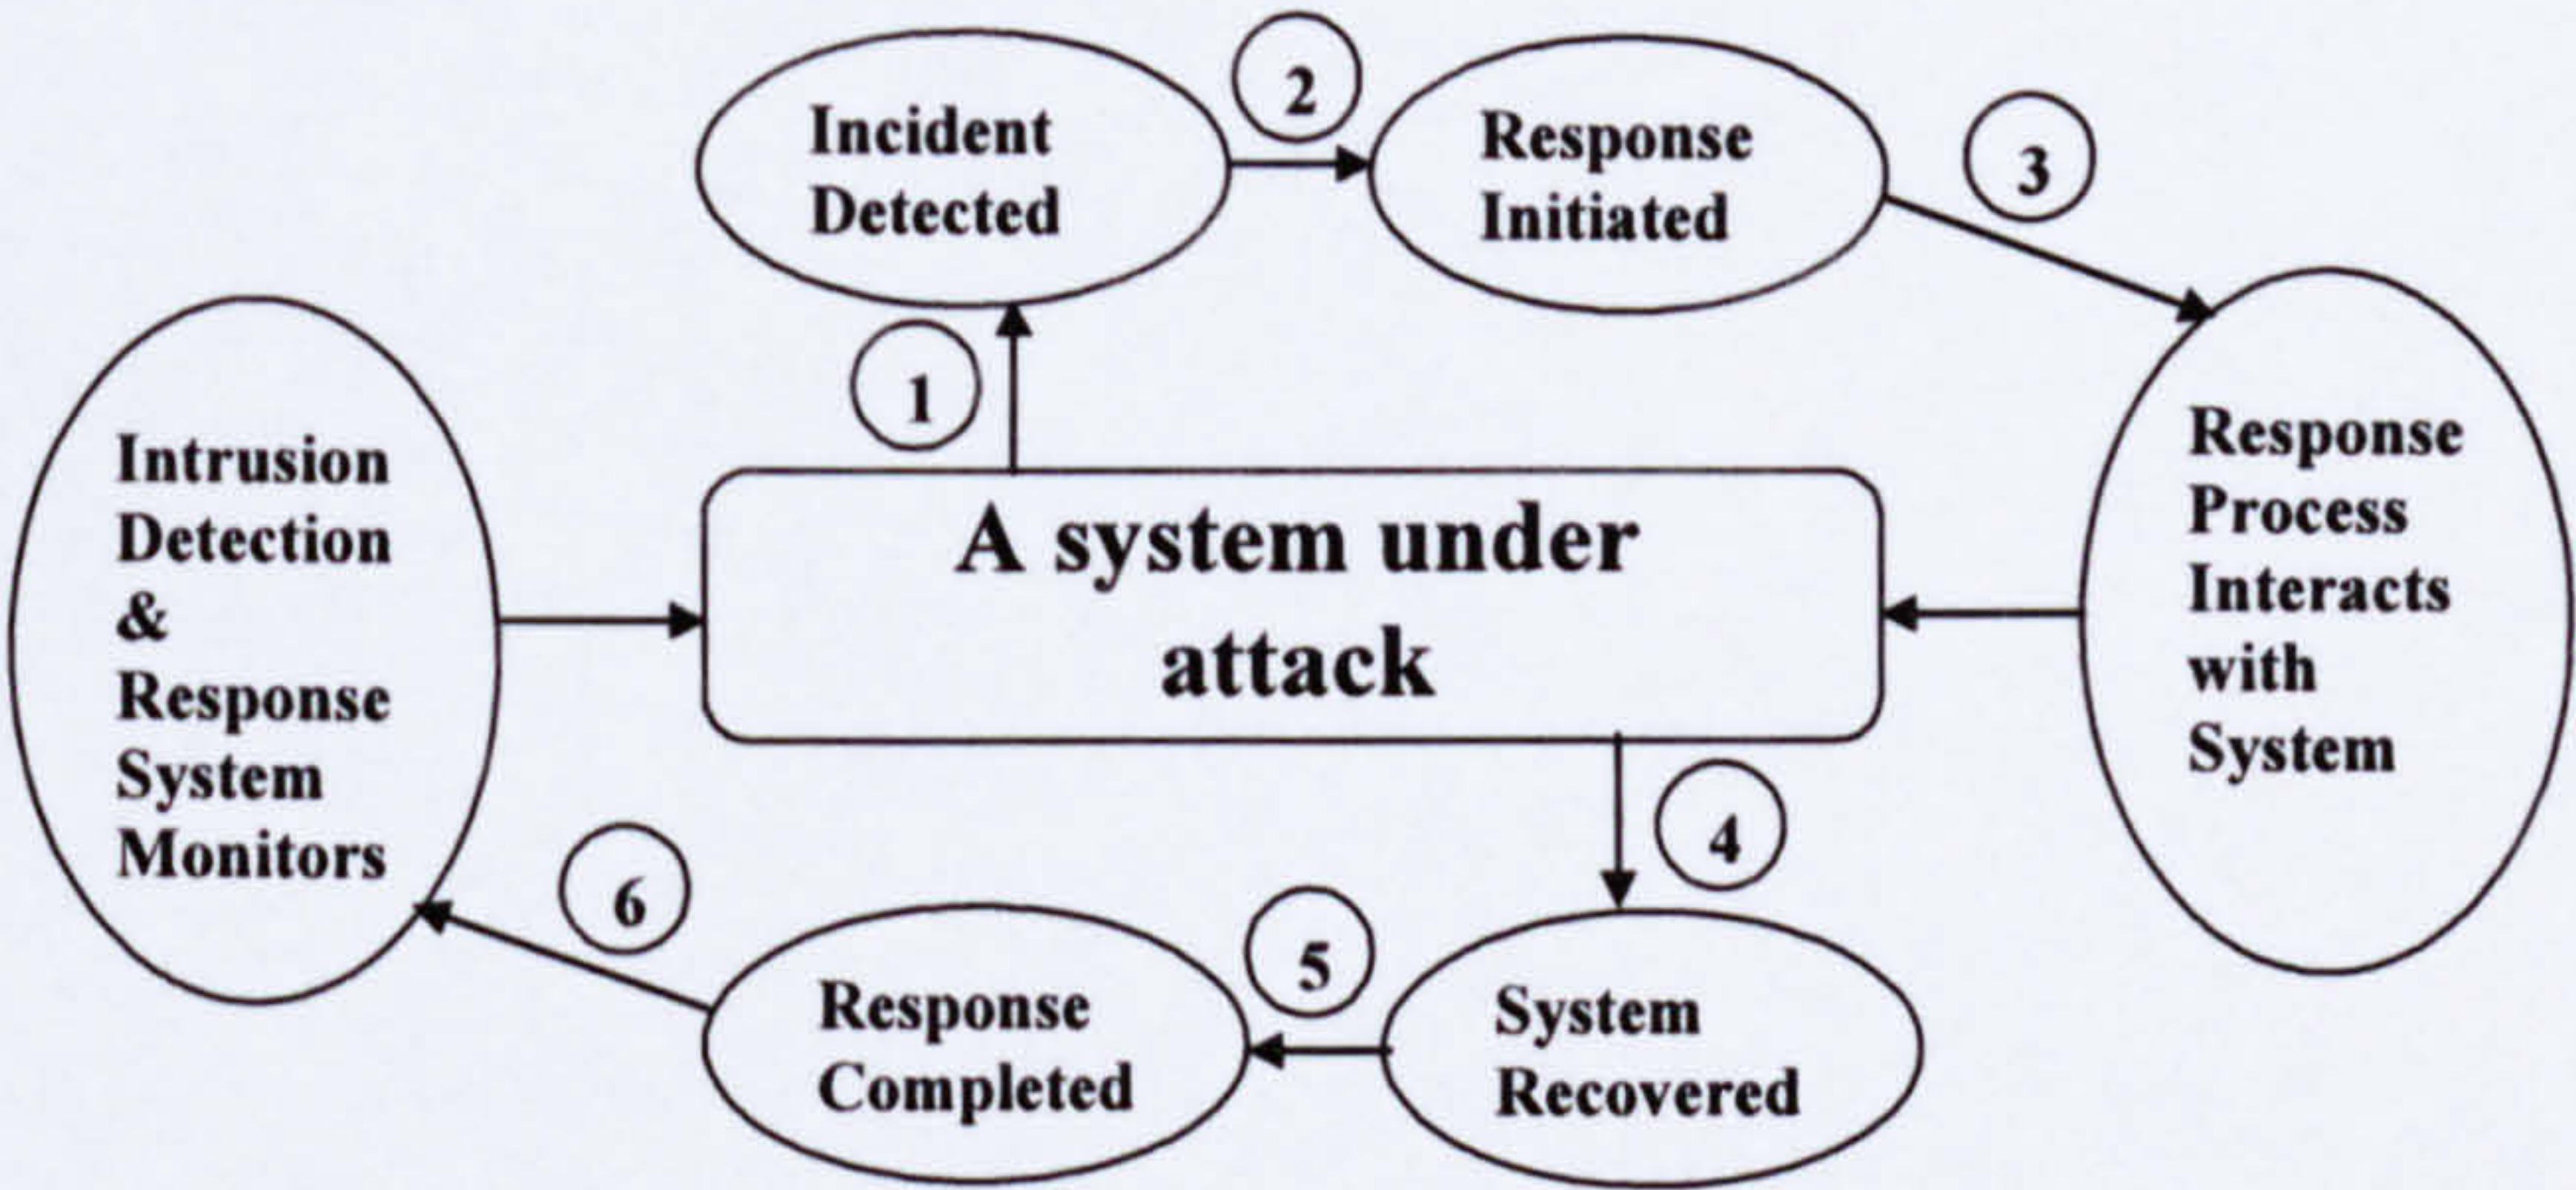 Incident
Detected
2
Response
Initiated
3
1
Intrusion
Detection
&
Response
System
Monitors
A system under
attack
Response
Process
Interacts
with
System
4
6
Response
Completed
5
System
Recovered